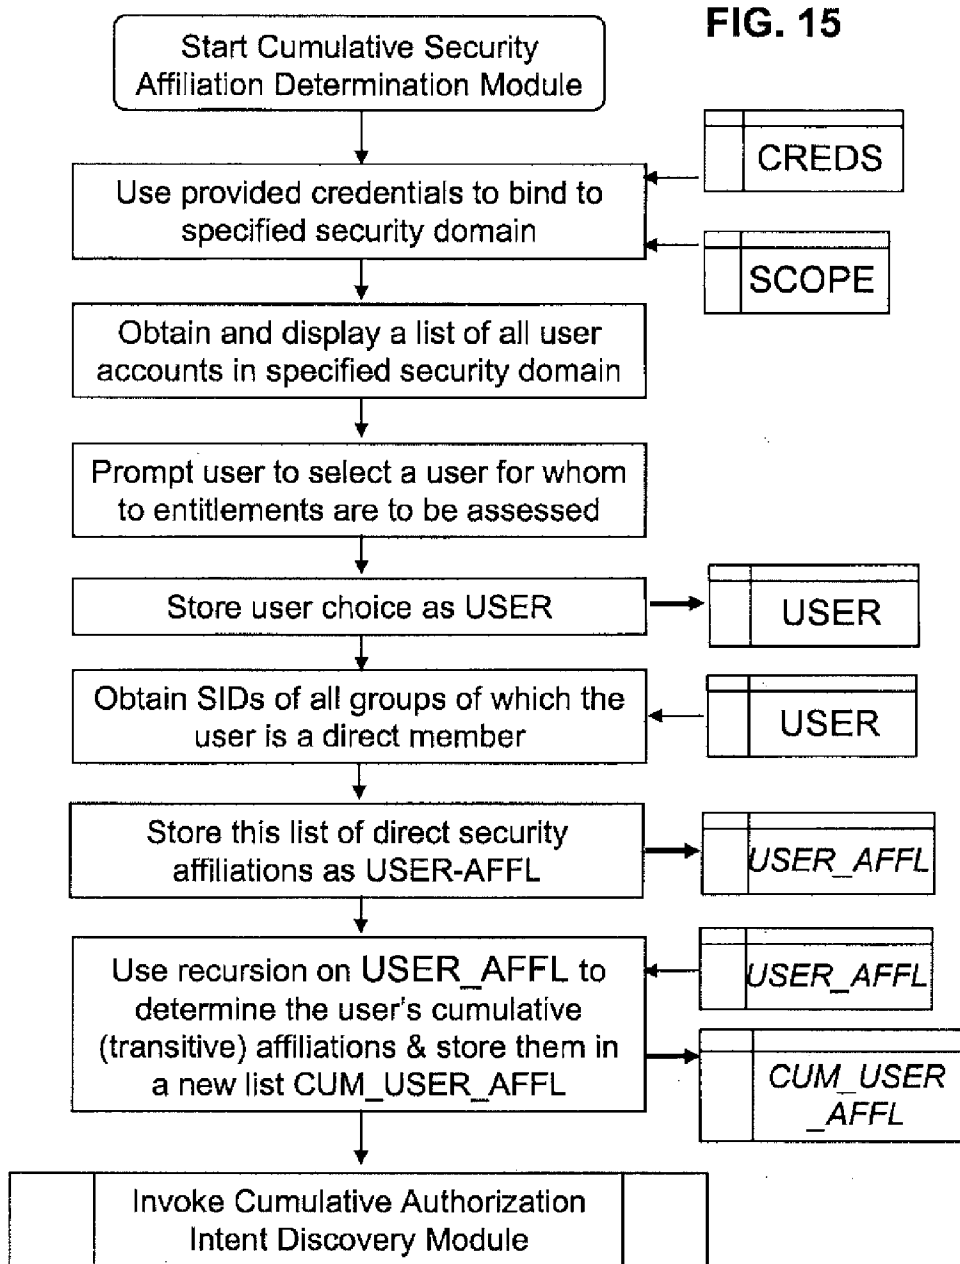 FIG. 15
Start Cumulative Security
Affiliation Determination Module
CREDS
Use provided credentials to bind to
specified security domain
SCOPE
Obtain and display a list of all user
accounts in specified security domain
Prompt user to select a user for whom
to entitlements are to be assessed
Store user choice as USER
USER
Obtain SIDs of all groups of which the
user is a direct member
USER
Store this list of direct security
affiliations as USER-AFFL
USER_AFFL
Use recursion on USER_AFFL to
determine the user's cumulative
(transitive) affiliations & store them in
a new list CUM_USER_AFFL
USER_AFFL
CUM_USER
_AFFL
Invoke Cumulative Authorization
Intent Discovery Module